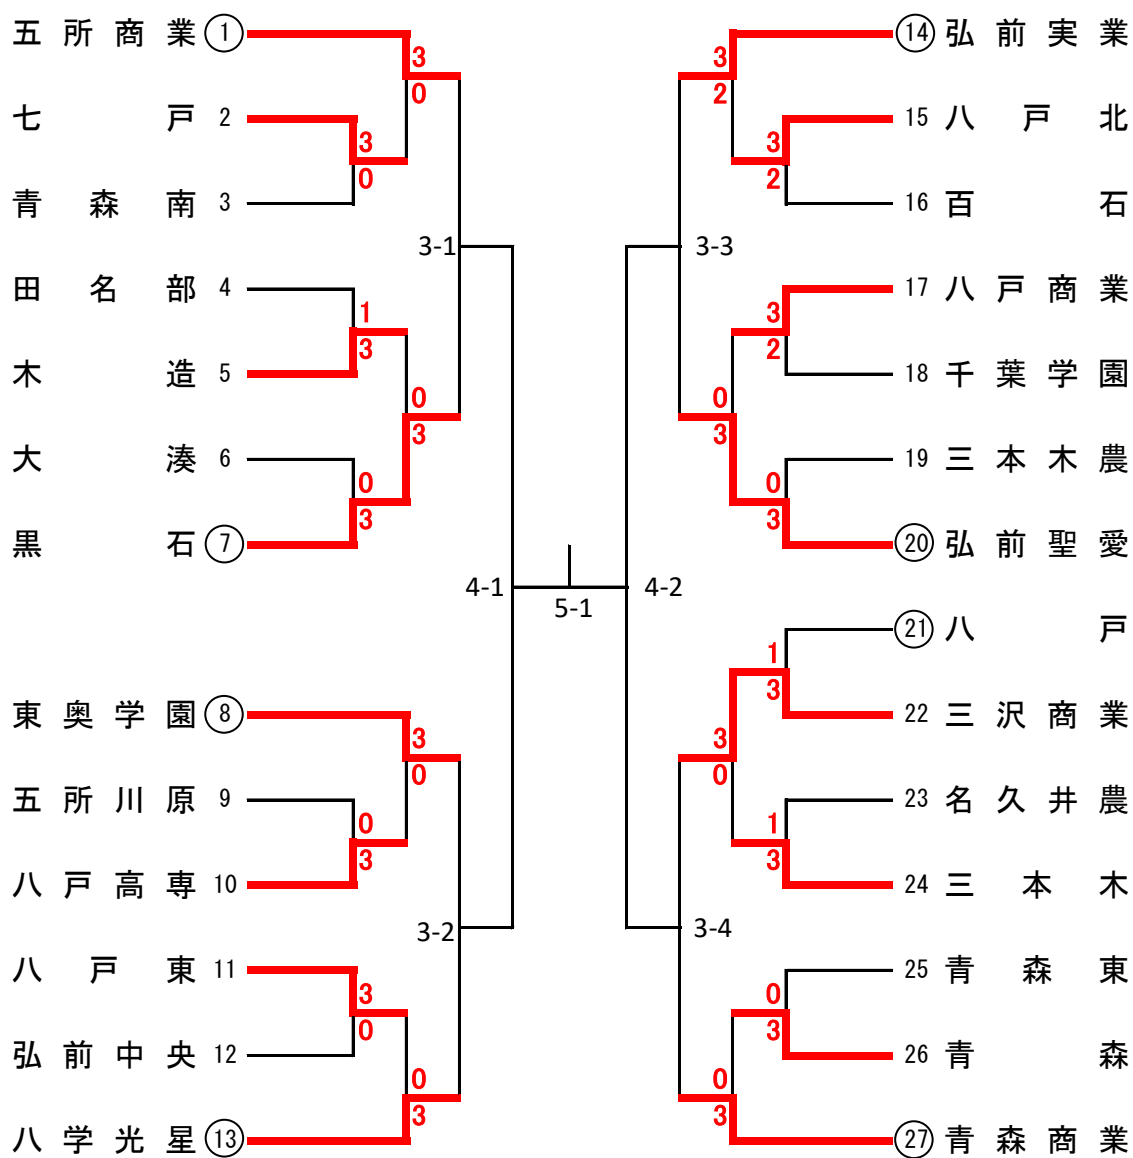 五所商業 1
3
0
七戸 2
3
0
青森南 3
3-1
田名部 4
1
3
木造 5
0
3
大湊 6
0
3
黒石 7
4-1
東奥学園 8
3
0
五所川原 9
0
3
八戸高専 10
3-2
八戸東 11
3
0
弘前中央 12
0
3
八学光星 13
5-1
14 弘前実業
3
2
15 八戸北
3
2
16 百石
3-3
17 八戸商業
3
2
18 千葉学園
0
3
19 三本木農
0
3
20 弘前聖愛
4-2
21 八戸
1
3
22 三沢商業
3
0
23 名久井農
1
3
24 三本木
3-4
25 青森東
0
3
26 青森
0
3
27 青森商業